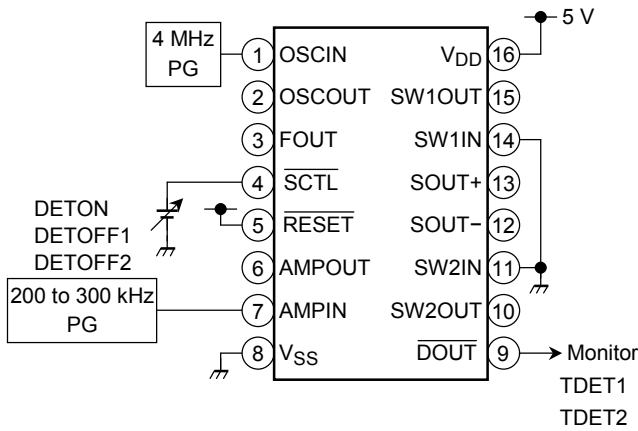 4 MHz
PG
1 OSCIN
2 OSCOUT
3 FOUT
4 SCTL
5 RESET
6 AMPOUT
7 AMPIN
8 VSS
DETON
DETOFF1
DETOFF2
200 to 300 kHz
PG
5 V
VDD 16
SW1OUT 15
SW1IN 14
SOUT+ 13
SOUT− 12
SW2IN 11
SW2OUT 10
DOUT 9
Monitor
TDET1
TDET2